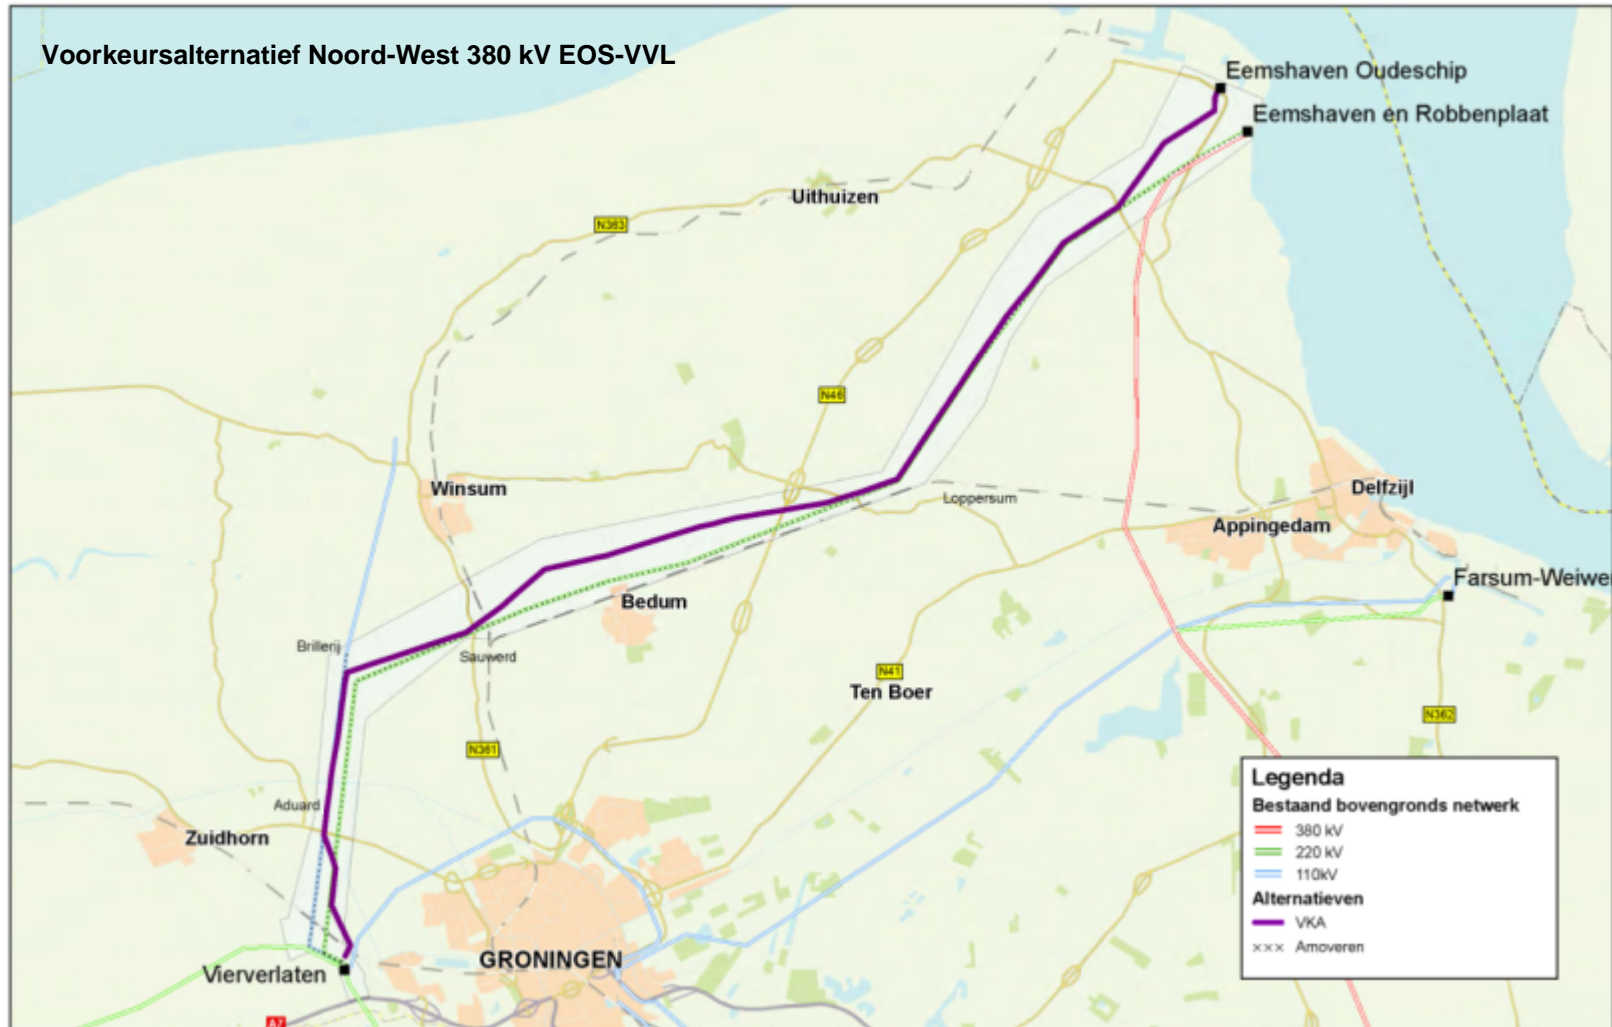 Voorkeursalternatief Noord-West 380 kV EOS-VVL
Eemshaven Oudeschip
Eemshaven en Robbenplaat
Uithuizen
N363
N46
Winsum
Loppersum
Delfzijl
Appingedam
Farsum-Weiwer
Bedum
Brillerij
Sauwerd
N41
Ten Boer
N362
N361
Aduard
Zuidhorn
GRONINGEN
Vierverlaten
A7
Legenda
Bestaand bovengronds netwerk
380 kV
220 kV
110kV
Alternatieven
VKA
××× Amoveren